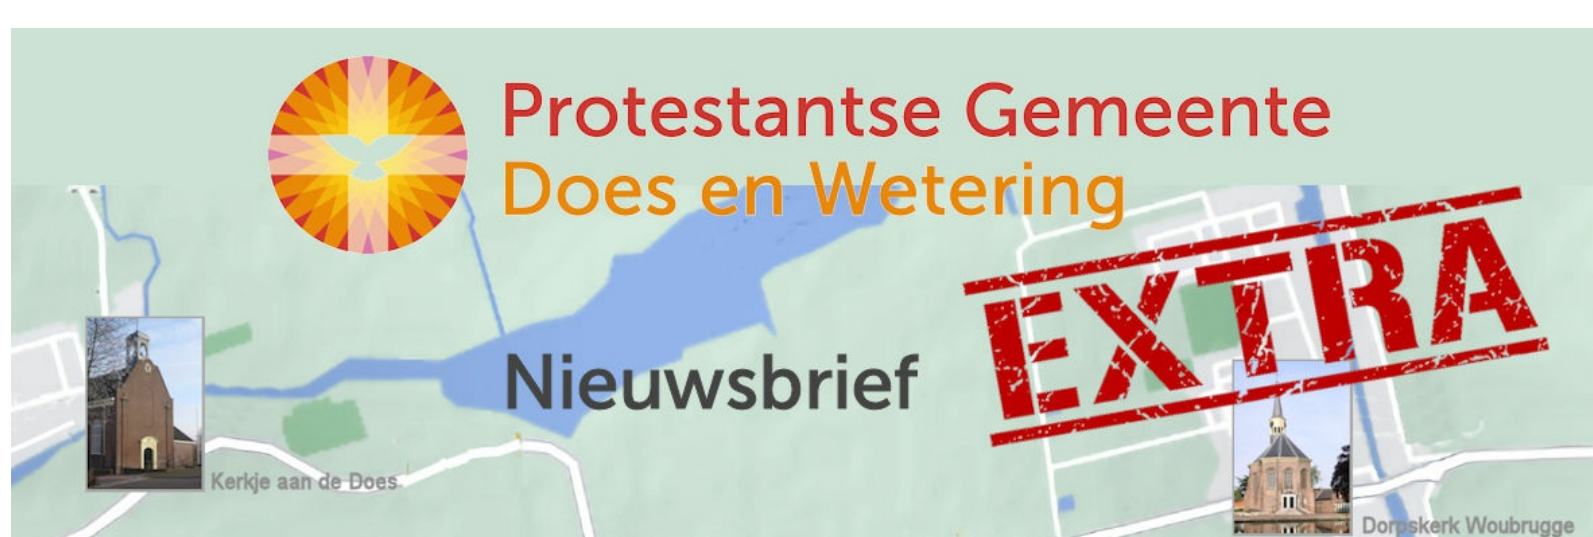 Protestantse Gemeente
Does en Wetering
EXTRA
Nieuwsbrief
Kerkje aan de Does
Dorpskerk Woubrugge